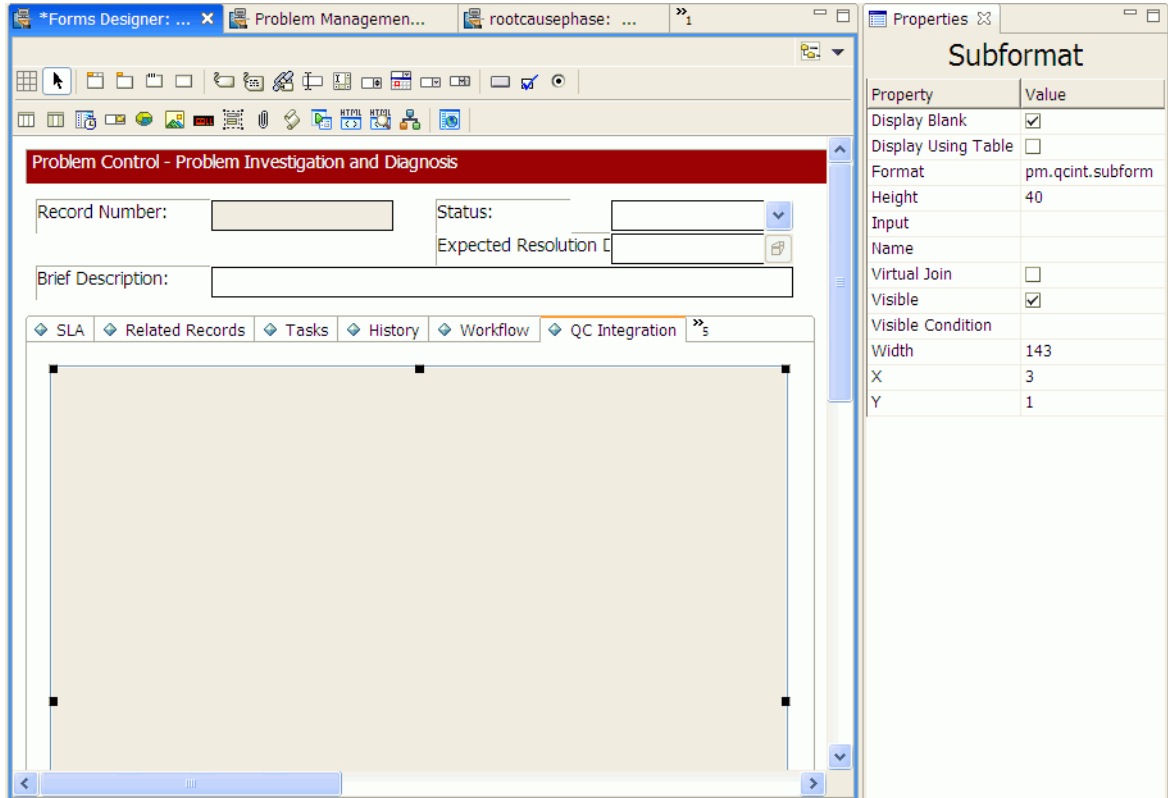 *Forms Designer: ... Problem Managemen... rootcausephase: ... »1
Problem Control - Problem Investigation and Diagnosis
Record Number: Status:
Expected Resolution D
Brief Description:
SLA Related Records Tasks History Workflow QC Integration »5
Properties
Subformat
Property Value
Display Blank
Display Using Table
Format pm.qcint.subform
Height 40
Input
Name
Virtual Join
Visible
Visible Condition
Width 143
X 3
Y 1